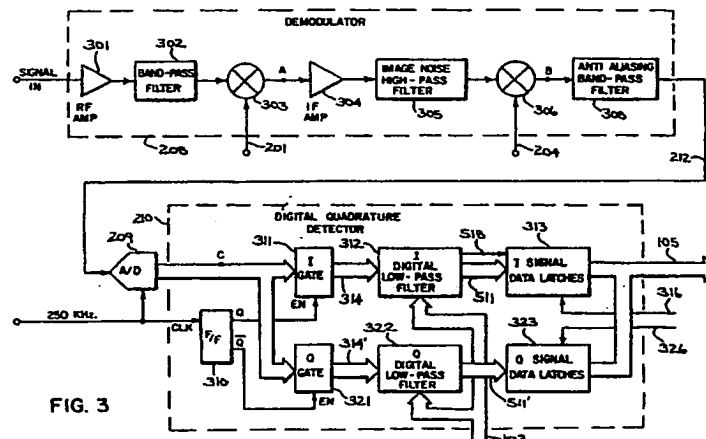 DEMODULATOR
301
302
SIGNAL
IN
RF
AMP
BAND-PASS
FILTER
303
A
304
IF
AMP
IMAGE NOISE
HIGH-PASS
FILTER
305
306
B
ANTI ALIASING
BAND-PASS
FILTER
308
208
201
204
212
210
DIGITAL QUADRATURE
DETECTOR
209
A/D
C
311
I
GATE
EN
314
312
I
DIGITAL
LOW-PASS
FILTER
518
511
313
I SIGNAL
DATA LATCHES
105
316
326
250 KHz.
CLK
F/F
Q
Q̅
310
Q
GATE
EN
321
314'
322
Q
DIGITAL
LOW-PASS
FILTER
511'
323
Q SIGNAL
DATA LATCHES
FIG. 3
103